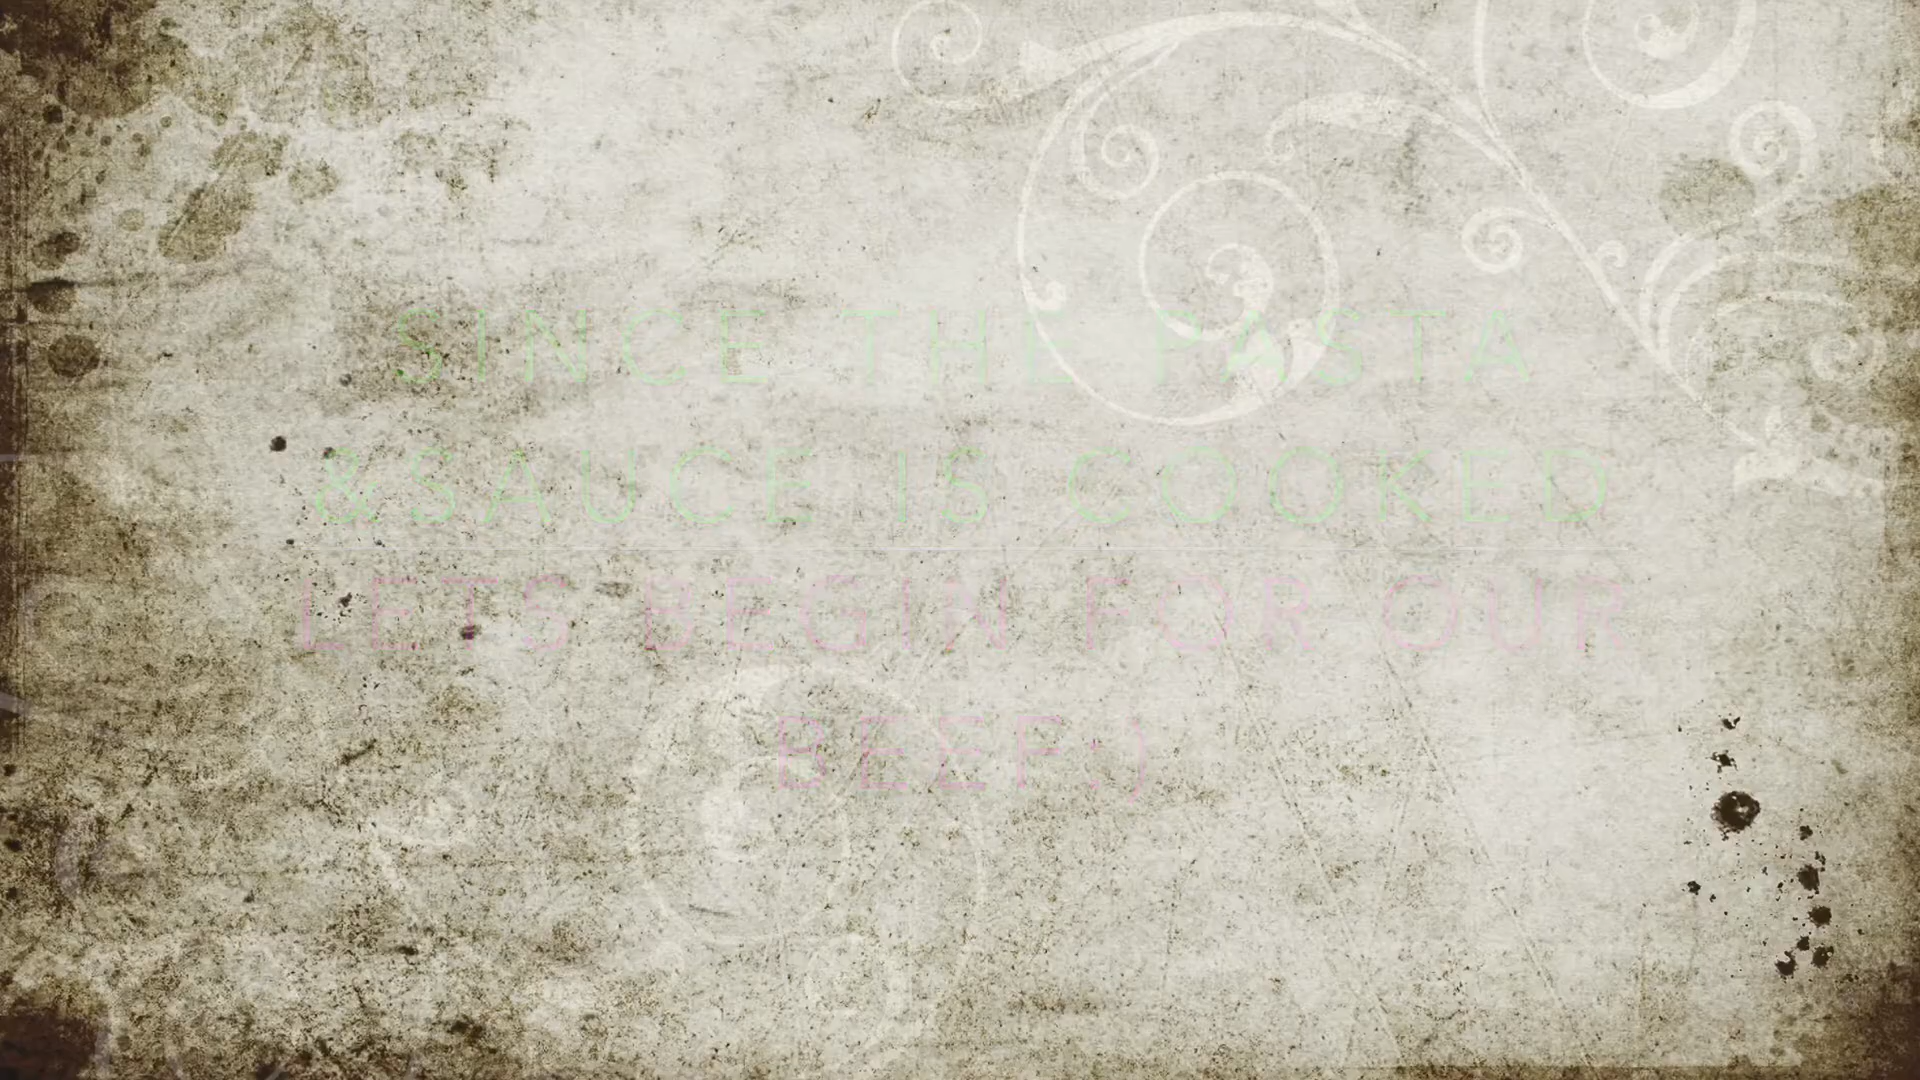 SINCE THE PASTA
&SAUCE IS COOKED
LETS BEGIN FOR OUR
BEEF:)